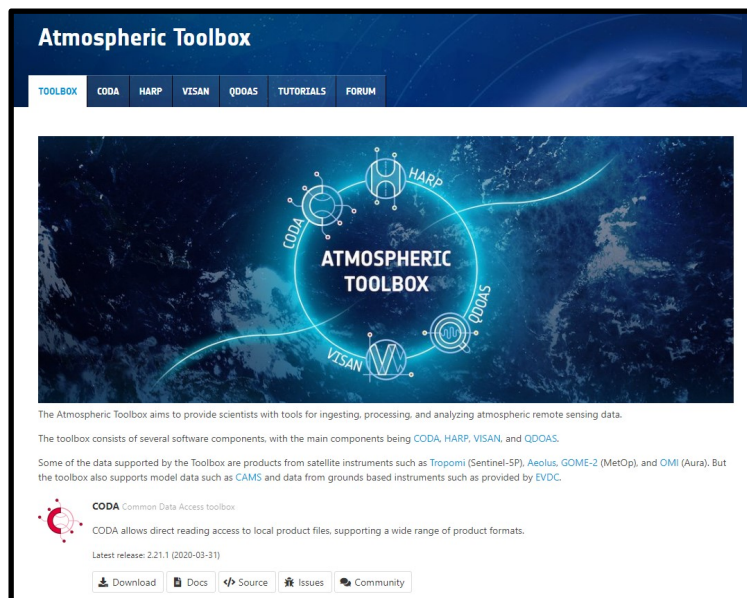 Atmospheric Toolbox
TOOLBOX CODA HARP VISAN QDOAS TUTORIALS FORUM
HARP
CODA
ATMOSPHERIC
TOOLBOX
QDOAS
VISAN
The Atmospheric Toolbox aims to provide scientists with tools for ingesting, processing, and analyzing atmospheric remote sensing data.
The toolbox consists of several software components, with the main components being CODA, HARP, VISAN, and QDOAS.
Some of the data supported by the Toolbox are products from satellite instruments such as Tropomi (Sentinel-5P), Aeolus, GOME-2 (MetOp), and OMI (Aura). But
the toolbox also supports model data such as CAMS and data from grounds based instruments such as provided by EVDC.
CODA Common Data Access toolbox
CODA allows direct reading access to local product files, supporting a wide range of product formats.
Latest release: 2.21.1 (2020-03-31)
Download Docs Source Issues Community